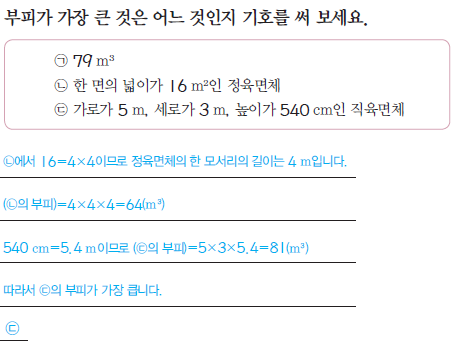 부피가 가장 큰 것은 어느 것인지 기호를 써 보세요.
㉠ 79 m³
㉡ 한 면의 넓이가 16 m²인 정육면체
㉢ 가로가 5 m, 세로가 3 m, 높이가 540 cm인 직육면체
㉡에서 16=4×4이므로 정육면체의 한 모서리의 길이는 4 m입니다.
(㉡의 부피)=4×4×4=64(m³)
540 cm=5.4 m이므로 (㉢의 부피)=5×3×5.4=81(m³)
따라서 ㉢의 부피가 가장 큽니다.
㉢